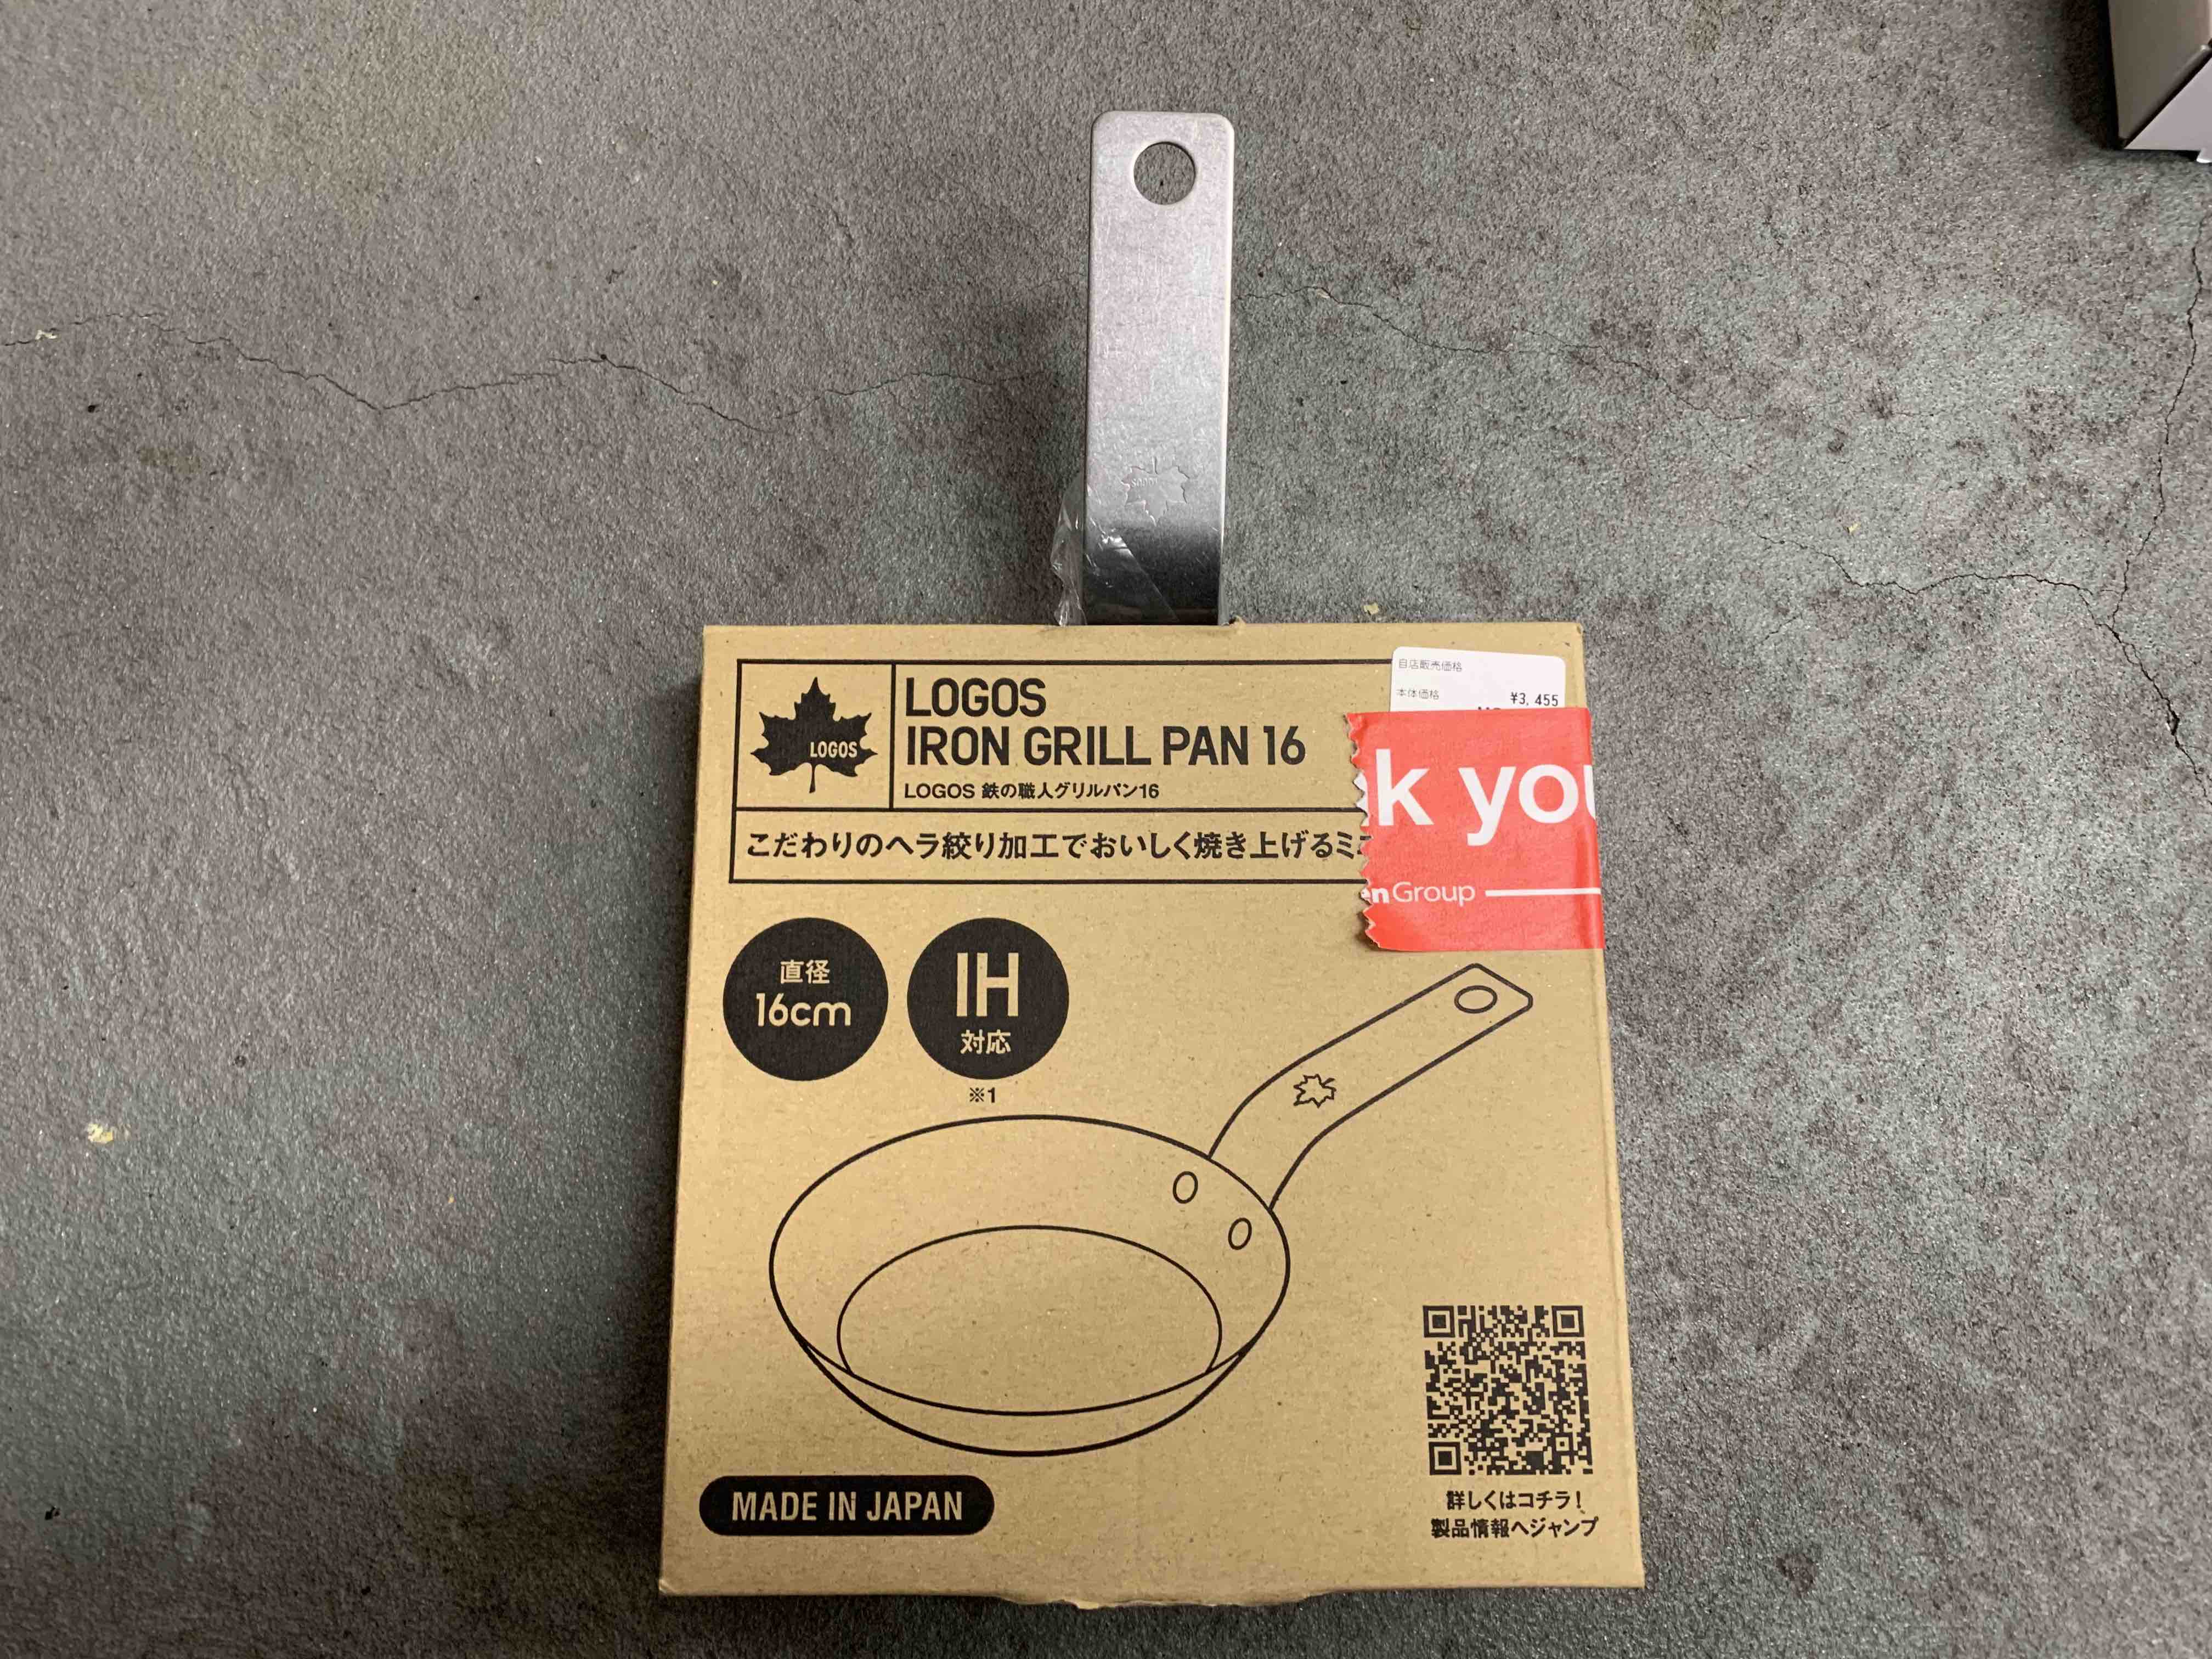 LOGOS
LOGOS
IRON GRILL PAN 16
LOGOS 鉄の職人グリルパン16
自店販売価格
本体価格 ¥3,455
k you
Group
こだわりのヘラ絞り加工でおいしく焼き上げるミニ
直径
16cm
IH
対応
※1
MADE IN JAPAN
詳しくはコチラ!
製品情報へジャンプ